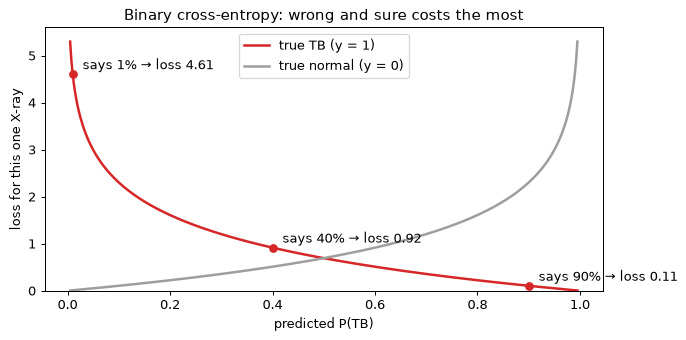 Binary cross-entropy: wrong and sure costs the most
says 1% → loss 4.61
true TB (y = 1)
true normal (y = 0)
says 40% → loss 0.92
says 90% → loss 0.11
loss for this one X-ray
5
4
3
2
1
0
0.0 0.2 0.4 0.6 0.8 1.0
predicted P(TB)